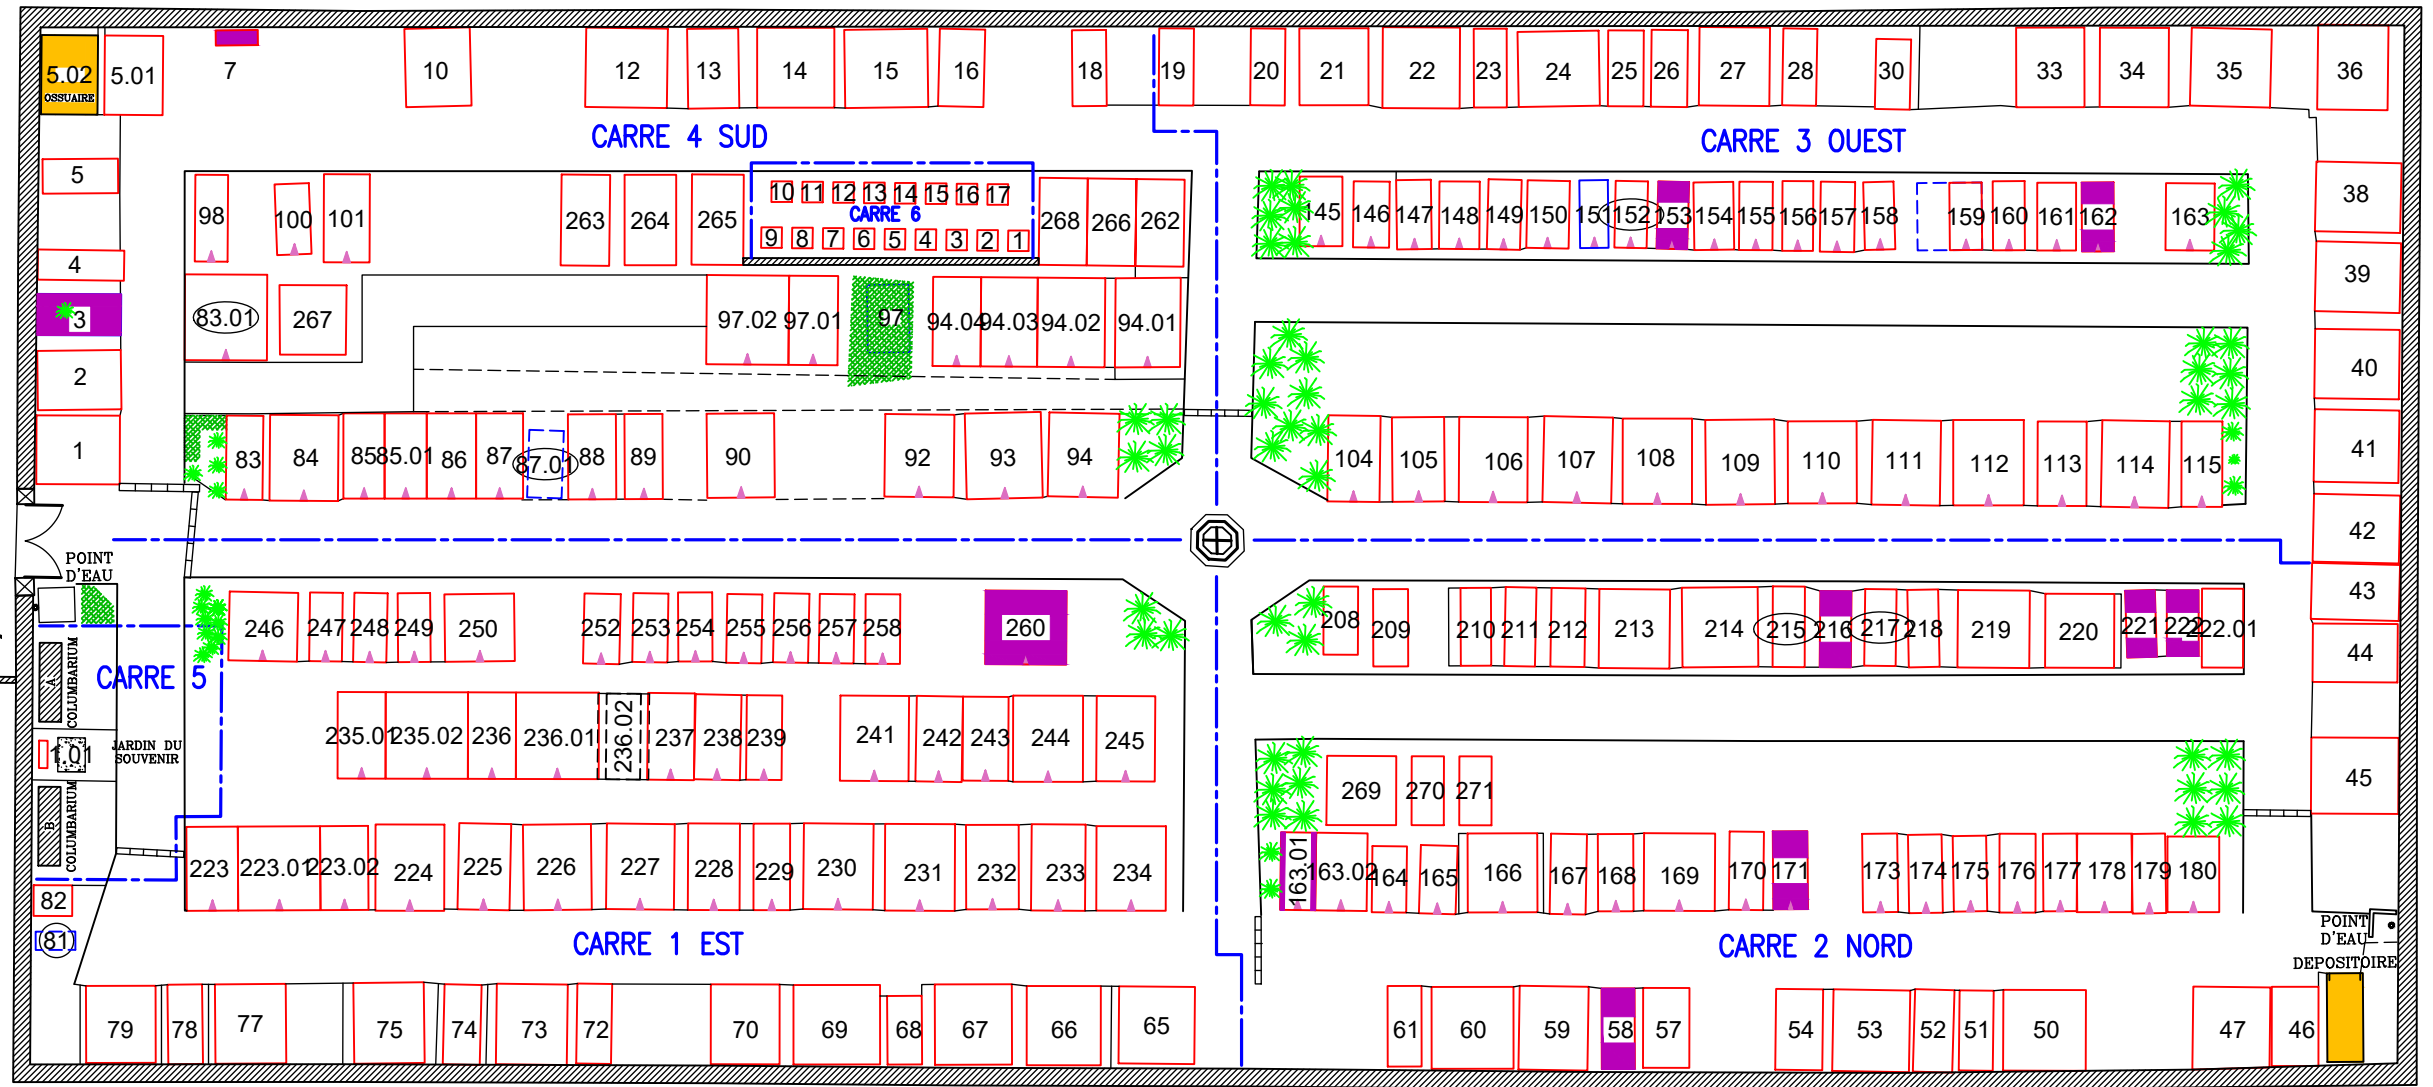 5.02 5.01 7 10 12 13 14 15 16 18 19 20 21 22 23 24 25 26 27 28 30 33 34 35 36
OSSUAIRE
CARRE 4 SUD CARRE 3 OUEST
5
10 11 12 13 14 15 16 17
CARRE 6
9 8 7 6 5 4 3 2 1
98 100 101 263 264 265 268 266 262
145 146 147 148 149 150 151 152 153 154 155 156 157 158 159 160 161 162 163 38
4
3 83.01 267 97.02 97.01 97 94.04 94.03 94.02 94.01
39
2
40
1 83 84 85 85.01 86 87 87.01 88 89 90 92 93 94
104 105 106 107 108 109 110 111 112 113 114 115 41
42
POINT
D'EAU
43
246 247 248 249 250 252 253 254 255 256 257 258 260
208 209 210 211 212 213 214 215 216 217 218 219 220 221 222 222.01 44
COLUMBARIUM
A
CARRE 5
235.01 235.02 236 236.01 236.02 237 238 239 241 242 243 244 245
1.01
JARDIN DU
SOUVENIR
269 270 271 45
COLUMBARIUM
B
223 223.01 223.02 224 225 226 227 228 229 230 231 232 233 234
163.01 163.02 164 165 166 167 168 169 170 171 173 174 175 176 177 178 179 180
82
81
CARRE 1 EST CARRE 2 NORD
POINT
D'EAU
DEPOSITOIRE
79 78 77 75 74 73 72 70 69 68 67 66 65 61 60 59 58 57 54 53 52 51 50 47 46